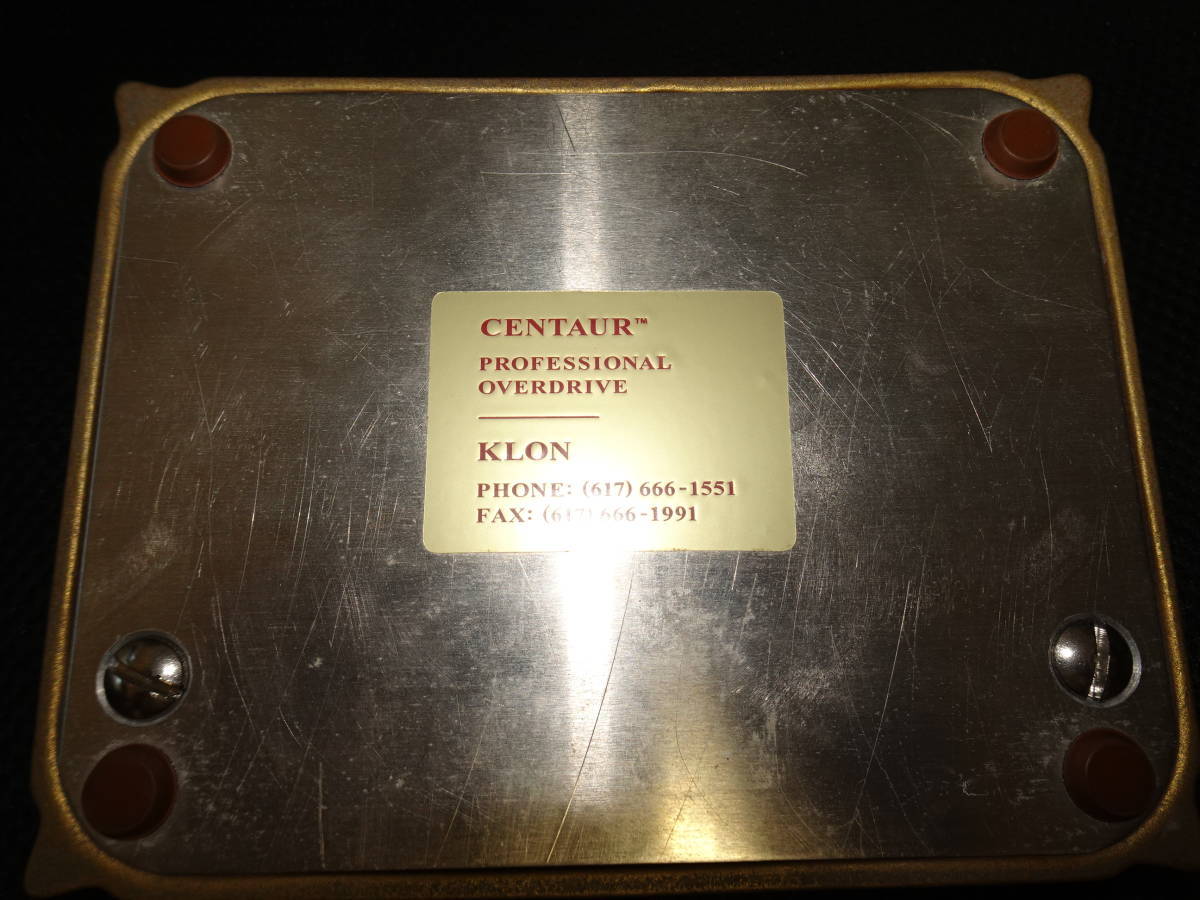 CENTAUR™
PROFESSIONAL
OVERDRIVE
KLON
PHONE: (617) 666-1551
FAX: (617) 666-1991